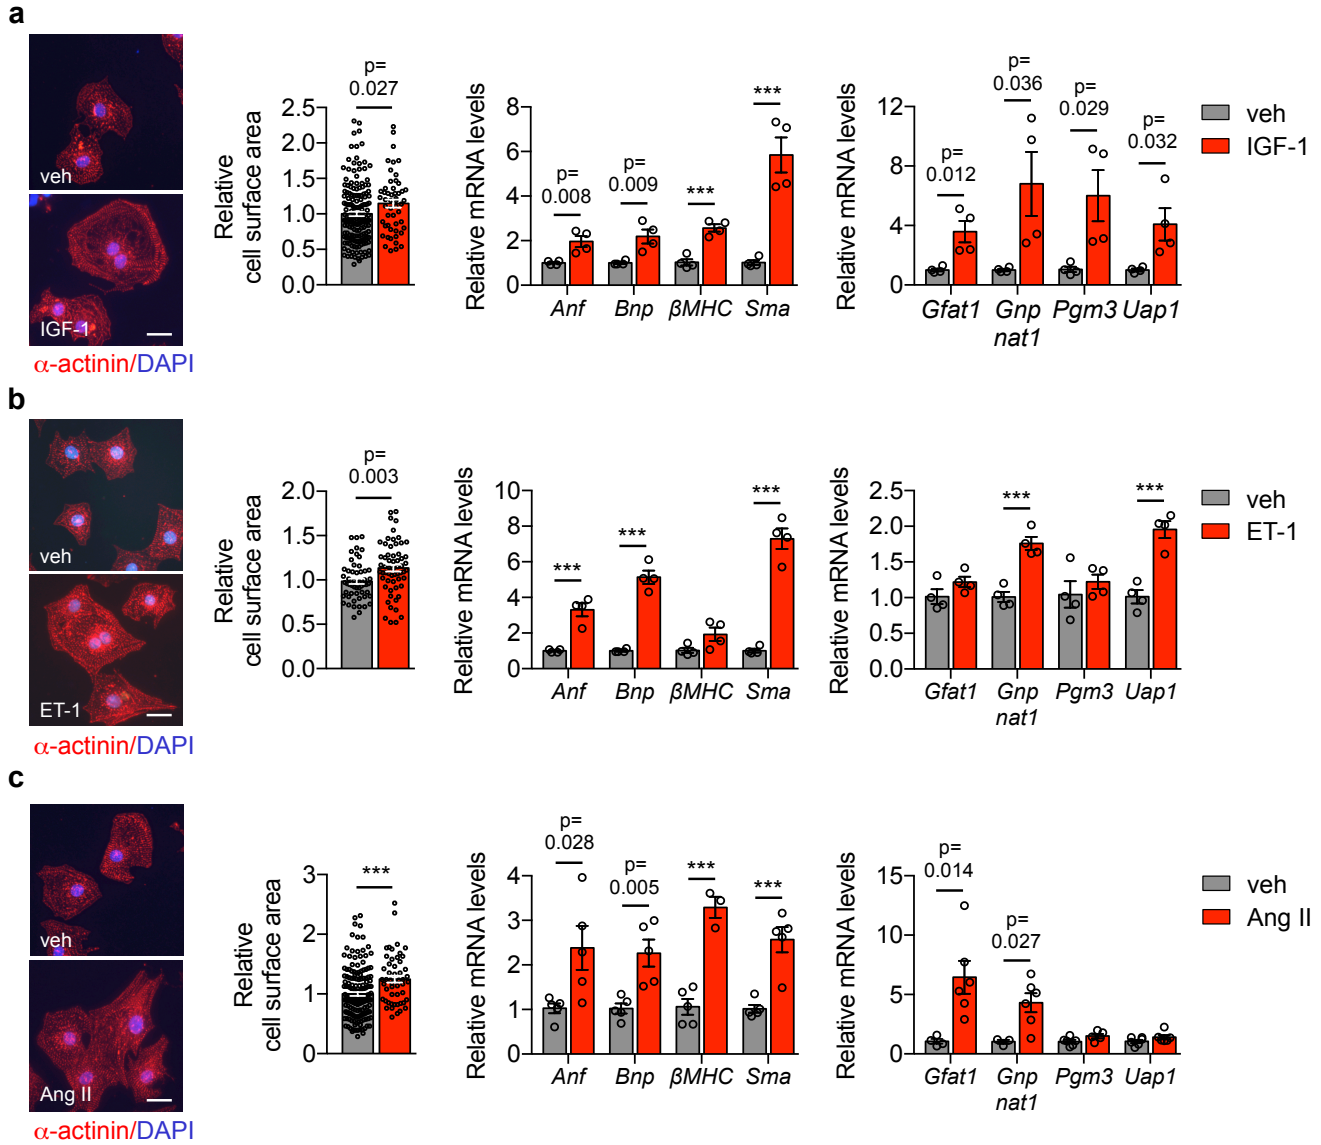 a
veh
IGF-1
α-actinin/DAPI
Relative
cell surface area
2.5
2.0
1.5
1.0
0.5
0.0
p=
0.027
Relative mRNA levels
8
6
4
2
0
p=
0.008
p=
0.009
***
***
Anf Bnp βMHC Sma
Relative mRNA levels
12
8
4
0
p=
0.012
p=
0.036
p=
0.029
p=
0.032
Gfat1 Gnp Pgm3 Uap1
nat1
veh
IGF-1
b
veh
ET-1
α-actinin/DAPI
Relative
cell surface area
2.0
1.5
1.0
0.5
0.0
p=
0.003
Relative mRNA levels
10
8
6
4
2
0
***
***
***
Anf Bnp βMHC Sma
Relative mRNA levels
2.5
2.0
1.5
1.0
0.5
0.0
***
***
Gfat1 Gnp Pgm3 Uap1
nat1
veh
ET-1
c
veh
Ang II
α-actinin/DAPI
Relative
cell surface area
3
2
1
0
***
Relative mRNA levels
4
3
2
1
0
p=
0.028
p=
0.005
***
***
Anf Bnp βMHC Sma
Relative mRNA levels
15
10
5
0
p=
0.014
p=
0.027
Gfat1 Gnp Pgm3 Uap1
nat1
veh
Ang II